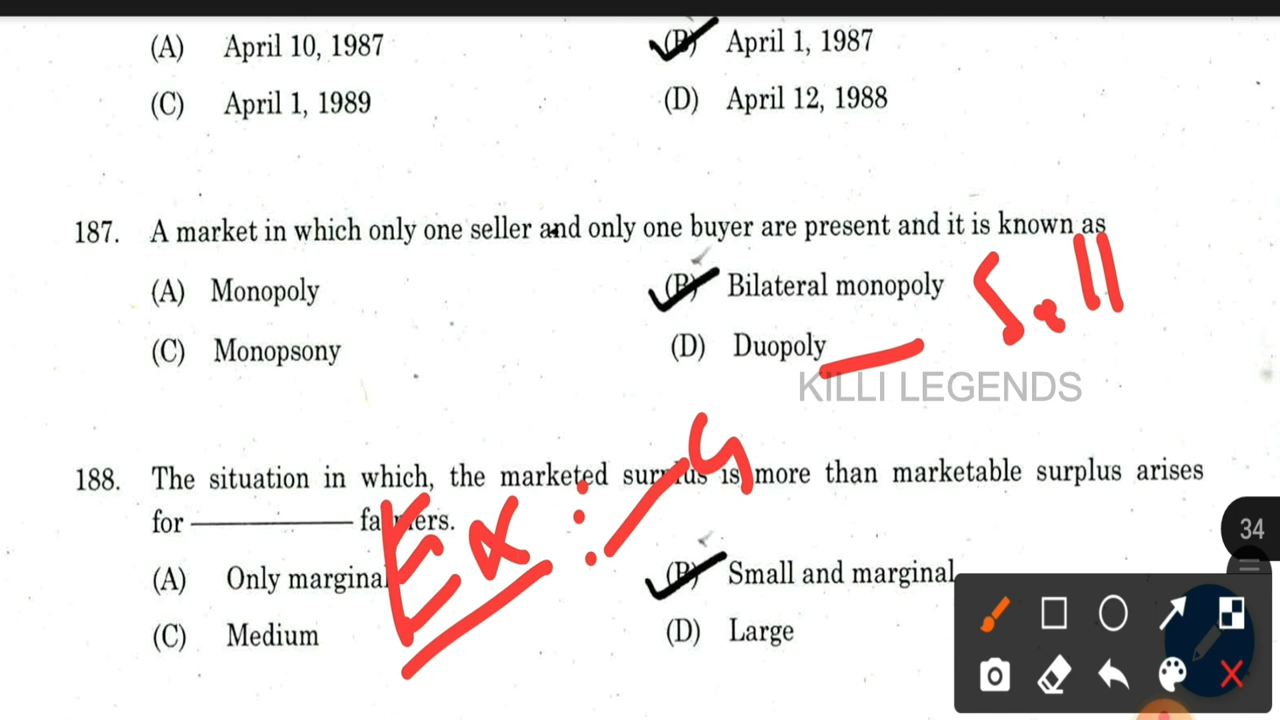 (A) April 10, 1987 (B) April 1, 1987
(C) April 1, 1989 (D) April 12, 1988
187. A market in which only one seller and only one buyer are present and it is known as
(A) Monopoly (B) Bilateral monopoly
(C) Monopsony (D) Duopoly
KILLI LEGENDS
188. The situation in which, the marketed surplus is more than marketable surplus arises
for farmers.
Ex:
(A) Only marginal (B) Small and marginal
34
(C) Medium (D) Large